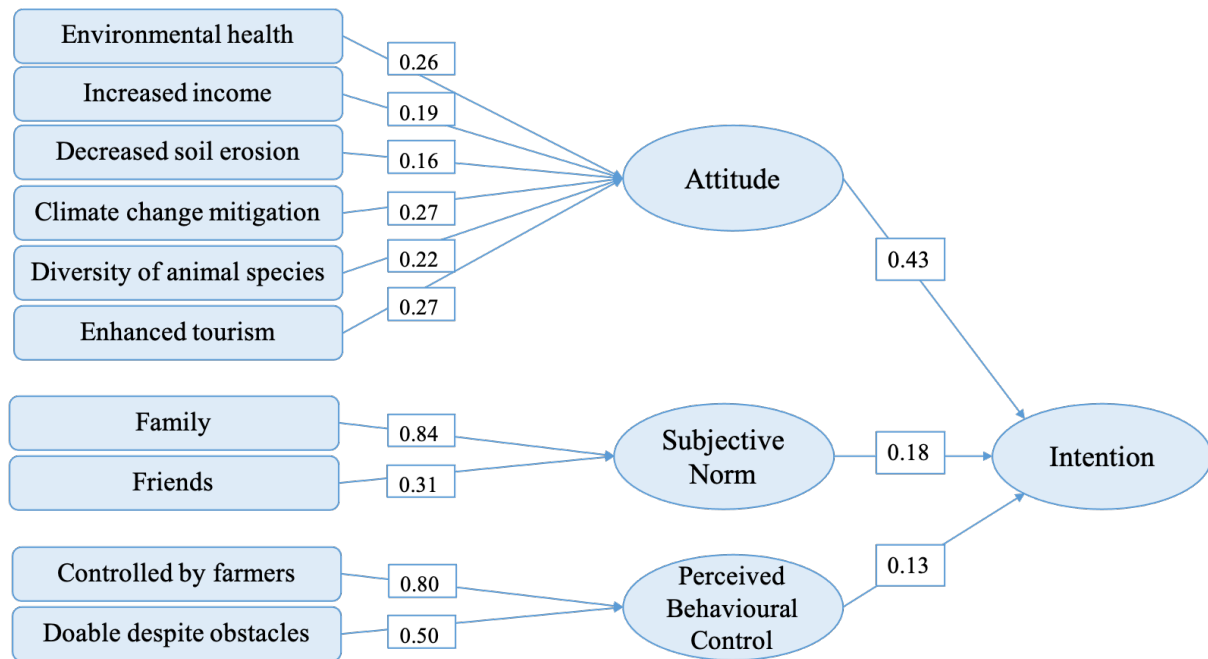 Environmental health
0.26
Increased income
0.19
Decreased soil erosion
0.16
Climate change mitigation
0.27
Diversity of animal species
0.22
Enhanced tourism
0.27
Attitude
0.43
Family
0.84
Friends
0.31
Subjective
Norm
0.18
Intention
Controlled by farmers
0.80
Doable despite obstacles
0.50
Perceived
Behavioural
Control
0.13